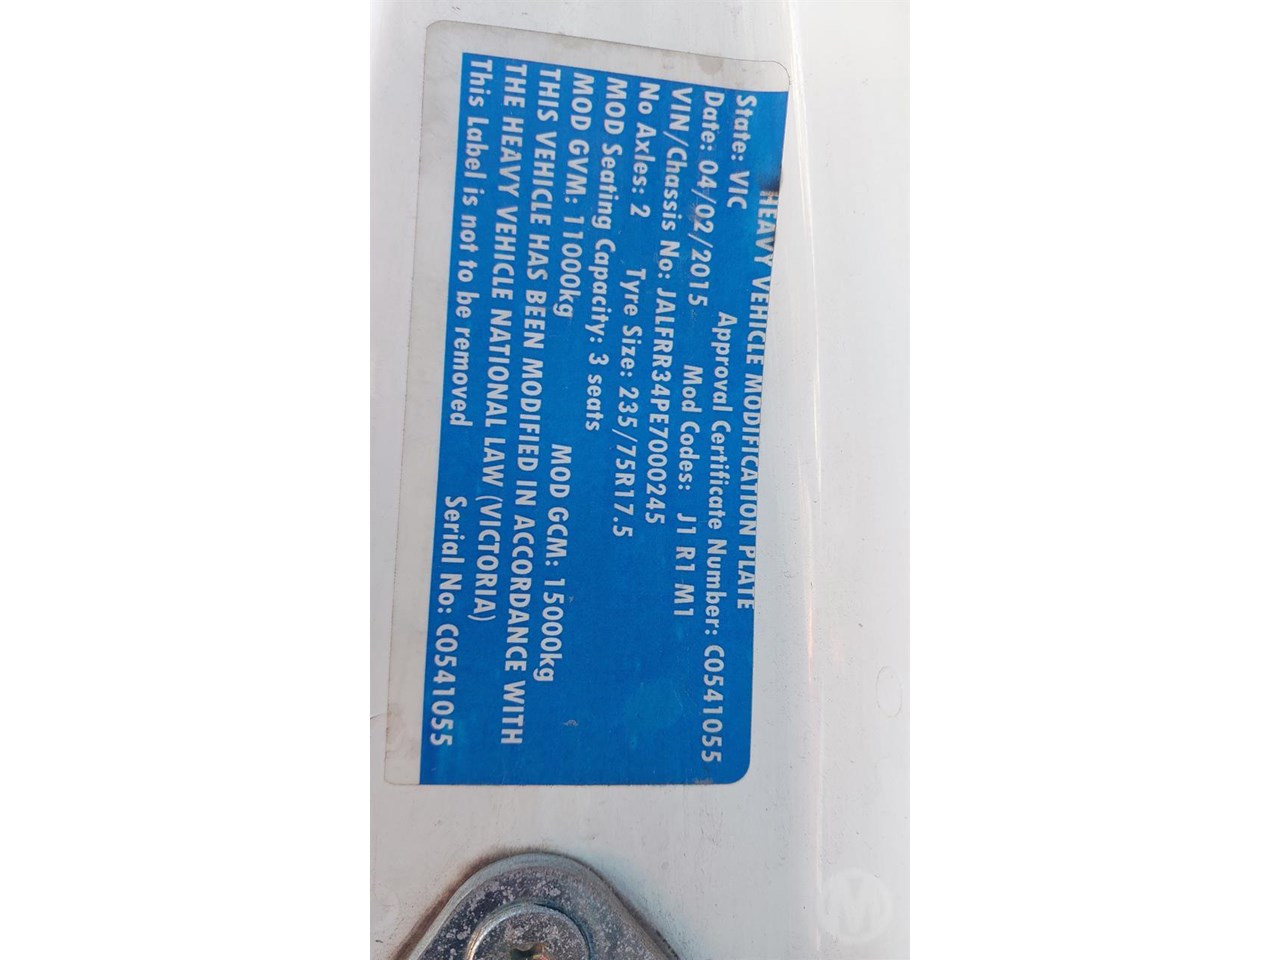 HEAVY VEHICLE MODIFICATION PLATE
State: VIC Approval Certificate Number: C0541055
Date: 04/02/2015 Mod Codes: J1 R1 M1
VIN/Chassis No: JALFRR34PE7000245
No Axles: 2 Tyre Size: 235/75R17.5
MOD Seating Capacity: 3 seats
MOD GVM: 11000kg MOD GCM: 15000kg
THIS VEHICLE HAS BEEN MODIFIED IN ACCORDANCE WITH
THE HEAVY VEHICLE NATIONAL LAW (VICTORIA)
This Label is not to be removed Serial No: C0541055
M